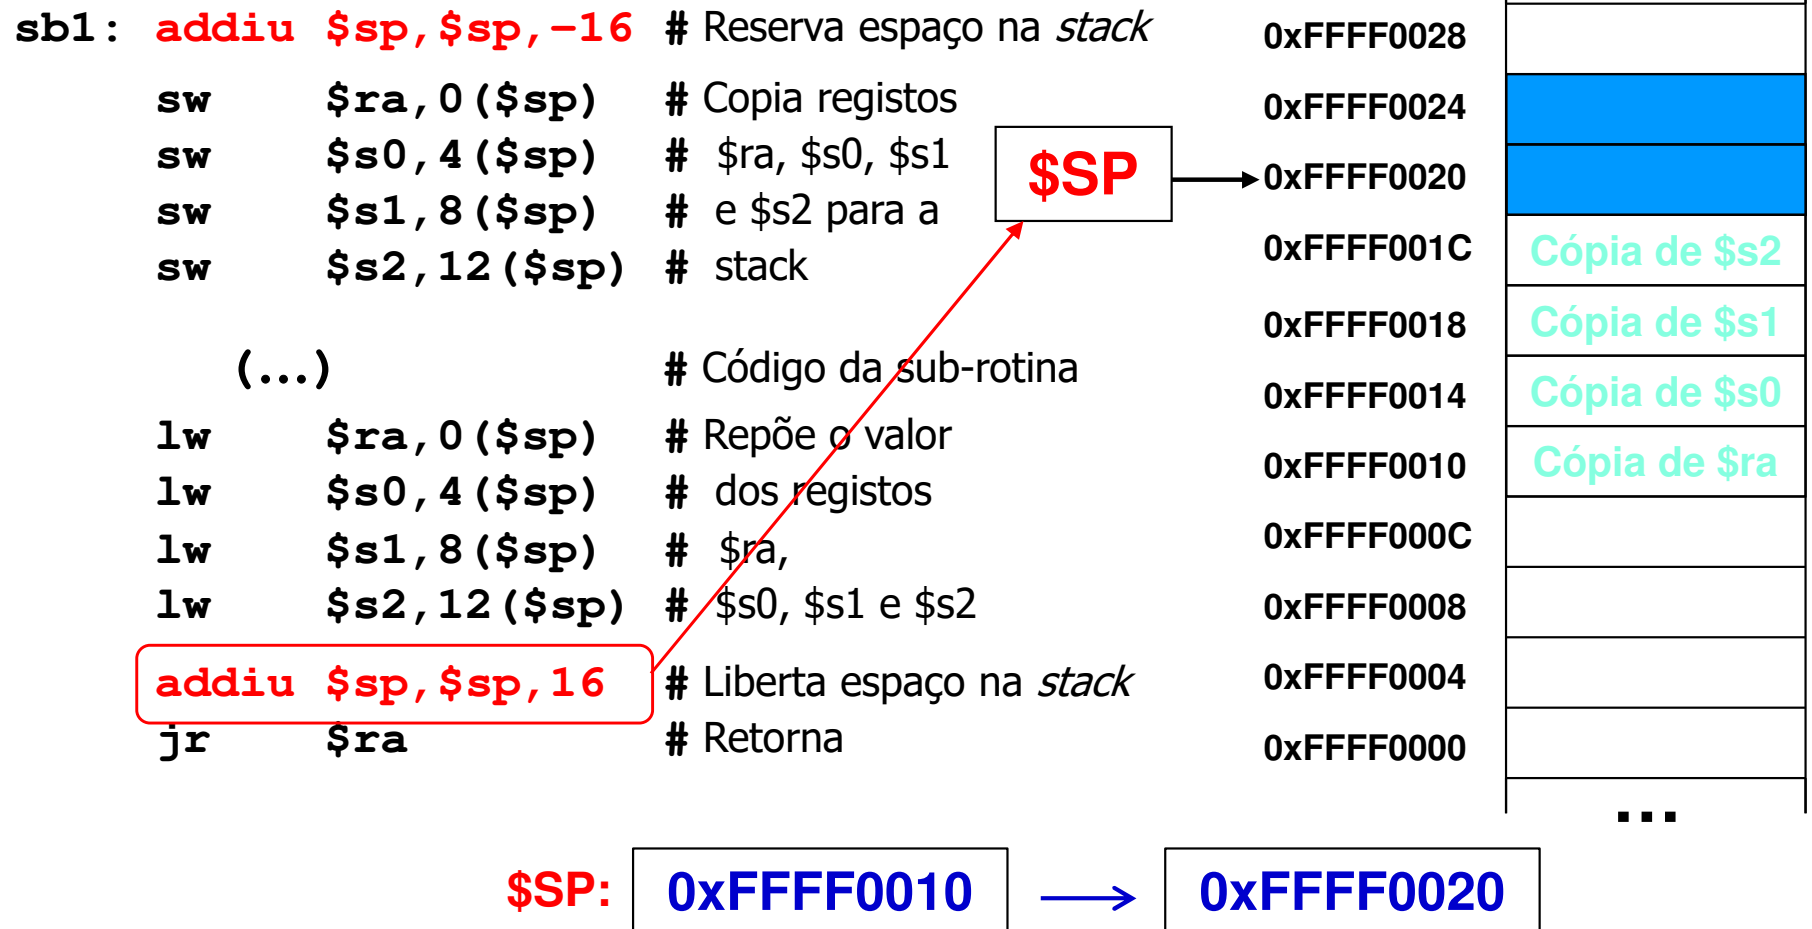 sb1: addiu $sp,$sp,–16 # Reserva espaço na stack
sw $ra,0($sp) # Copia registos
sw $s0,4($sp) # $ra, $s0, $s1
sw $s1,8($sp) # e $s2 para a
sw $s2,12($sp) # stack
(...) # Código da sub-rotina
lw $ra,0($sp) # Repõe o valor
lw $s0,4($sp) # dos registos
lw $s1,8($sp) # $ra,
lw $s2,12($sp) # $s0, $s1 e $s2
addiu $sp,$sp,16 # Liberta espaço na stack
jr $ra # Retorna
$SP
0xFFFF0028
0xFFFF0024
0xFFFF0020
0xFFFF001C Cópia de $s2
0xFFFF0018 Cópia de $s1
0xFFFF0014 Cópia de $s0
0xFFFF0010 Cópia de $ra
0xFFFF000C
0xFFFF0008
0xFFFF0004
0xFFFF0000
...
$SP: 0xFFFF0010 → 0xFFFF0020